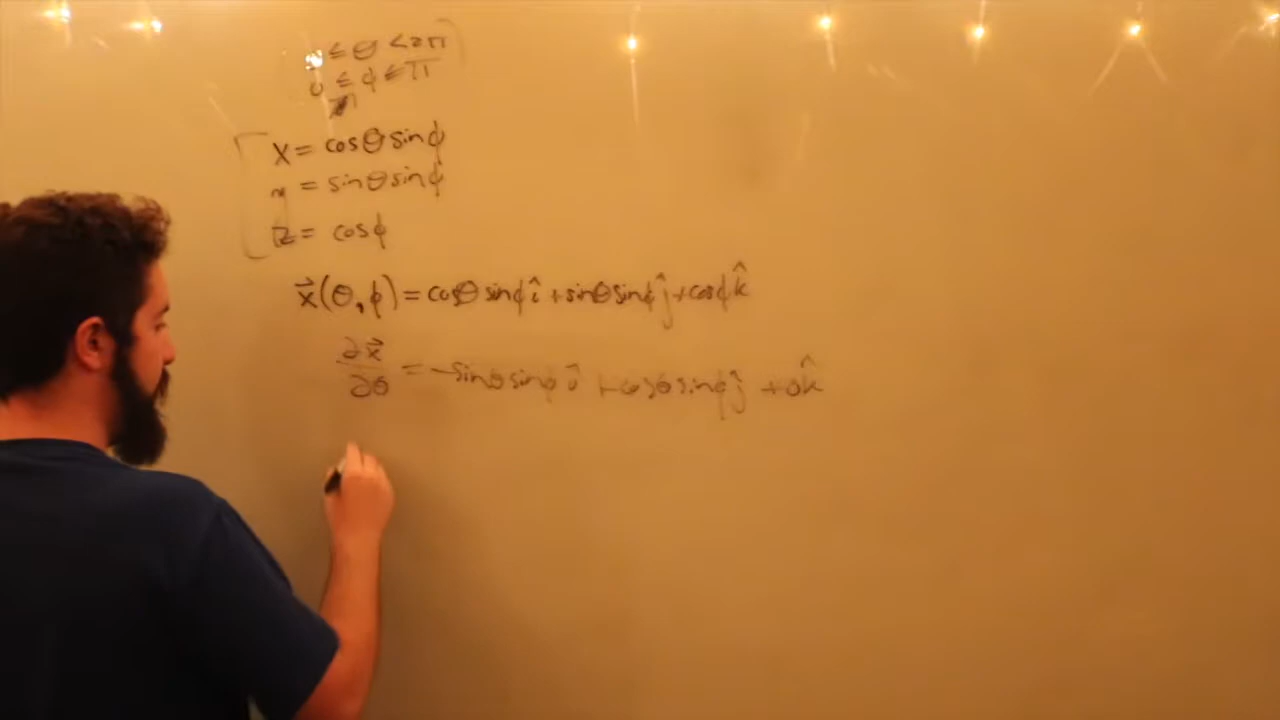 ≤ θ < 2π
0 ≤ ϕ ≤ π
x = cosθ sinϕ
y = sinθ sinϕ
z = cosϕ
x⃗(θ, ϕ) = cosθ sinϕ î + sinθ sinϕ ĵ + cosϕ k̂
∂x⃗/∂θ = -sinθ sinϕ î + cosθ sinϕ ĵ + 0k̂